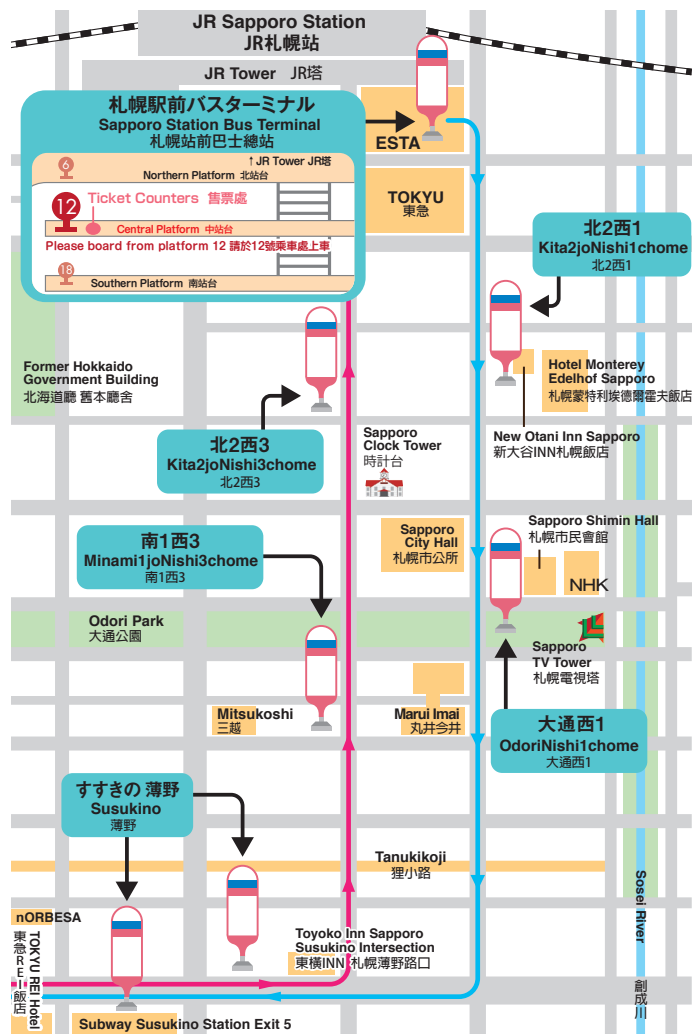 JR Sapporo Station
JR札幌站
JR Tower JR塔
札幌駅前バスターミナル
Sapporo Station Bus Terminal
札幌站前巴士總站
ESTA
6
↑JR Tower JR塔
Northern Platform 北站台
12
Ticket Counters 售票處
Central Platform 中站台
Please board from platform 12 請於12號乘車處上車
18
Southern Platform 南站台
TOKYU
東急
北2西1
Kita2joNishi1chome
北2西1
Former Hokkaido
Government Building
北海道廳 舊本廳舍
Hotel Monterey
Edelhof Sapporo
札幌蒙特利埃德爾霍夫飯店
New Otani Inn Sapporo
新大谷INN札幌飯店
北2西3
Kita2joNishi3chome
北2西3
Sapporo
Clock Tower
時計台
南1西3
Minami1joNishi3chome
南1西3
Sapporo
City Hall
札幌市公所
Sapporo Shimin Hall
札幌市民會館
NHK
Odori Park
大通公園
Sapporo
TV Tower
札幌電視塔
Mitsukoshi
三越
Marui Imai
丸井今井
大通西1
OdoriNishi1chome
大通西1
すすきの 薄野
Susukino
薄野
Tanukikoji
狸小路
Sosei River
創成川
nORBESA
TOKYU REI Hotel
東急REI飯店
Toyoko Inn Sapporo
Susukino Intersection
東橫INN 札幌薄野路口
Subway Susukino Station Exit 5